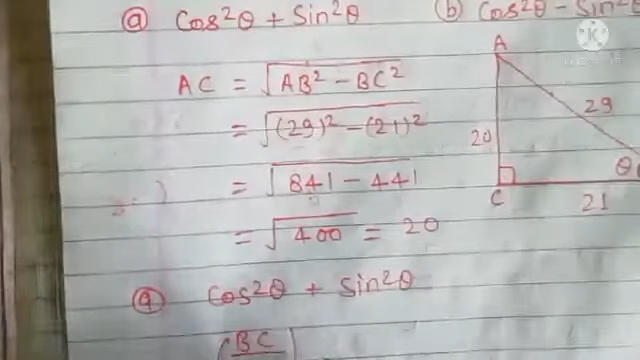 (a) Cos²θ + Sin²θ (b) Cos²θ - Sin²θ
AC = √AB² - BC²
= √(29)² - (21)²
= √841 - 441
= √400 = 20
A
29
20
θ
C
21
(a) Cos²θ + Sin²θ
BC
K
KINEMASTER